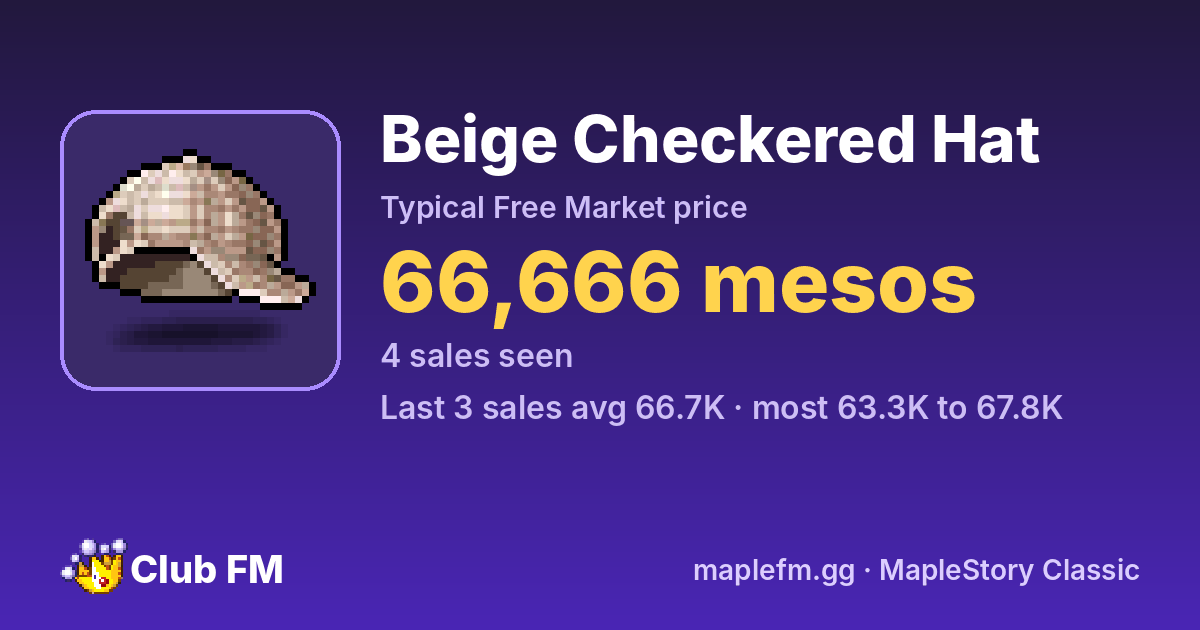 Beige Checkered Hat
Typical Free Market price
66,666 mesos
4 sales seen
Last 3 sales avg 66.7K · most 63.3K to 67.8K
Club FM
maplefm.gg · MapleStory Classic